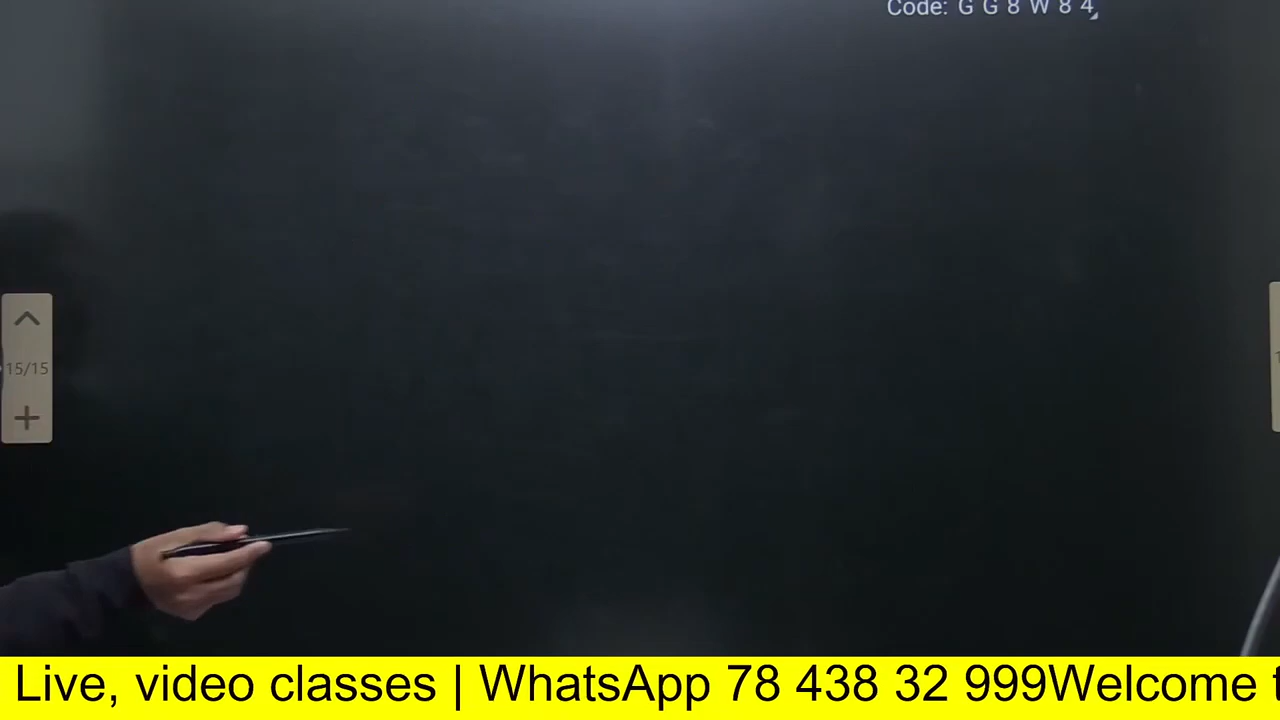 Code: G G 8 W 8 4
15/15
Live, video classes | WhatsApp 78 438 32 999Welcome